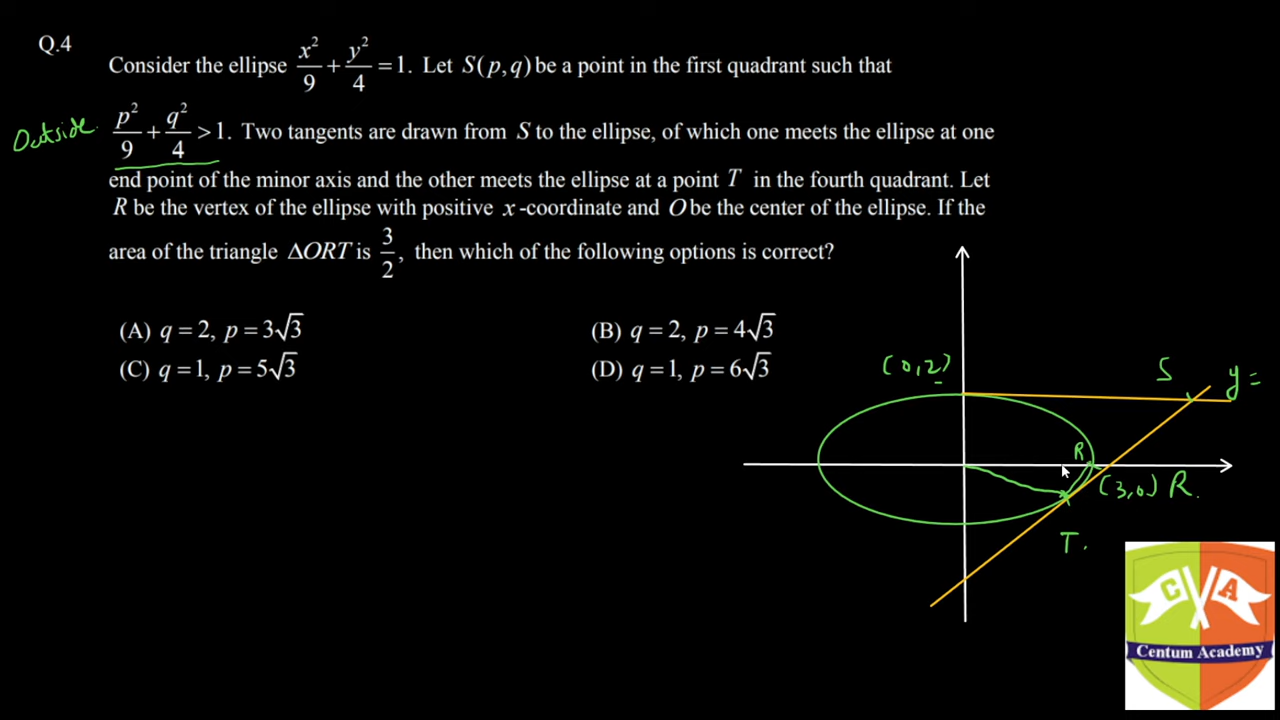 Q.4
Consider the ellipse x²/9 + y²/4 = 1. Let S(p, q) be a point in the first quadrant such that
Outside p²/9 + q²/4 > 1. Two tangents are drawn from S to the ellipse, of which one meets the ellipse at one
end point of the minor axis and the other meets the ellipse at a point T in the fourth quadrant. Let
R be the vertex of the ellipse with positive x-coordinate and O be the center of the ellipse. If the
area of the triangle ΔORT is 3/2, then which of the following options is correct?
(A) q = 2, p = 3√3
(B) q = 2, p = 4√3
(C) q = 1, p = 5√3
(D) q = 1, p = 6√3
(0,2)
S
y =
R
(3,0) R.
T.
C A
Centum Academy